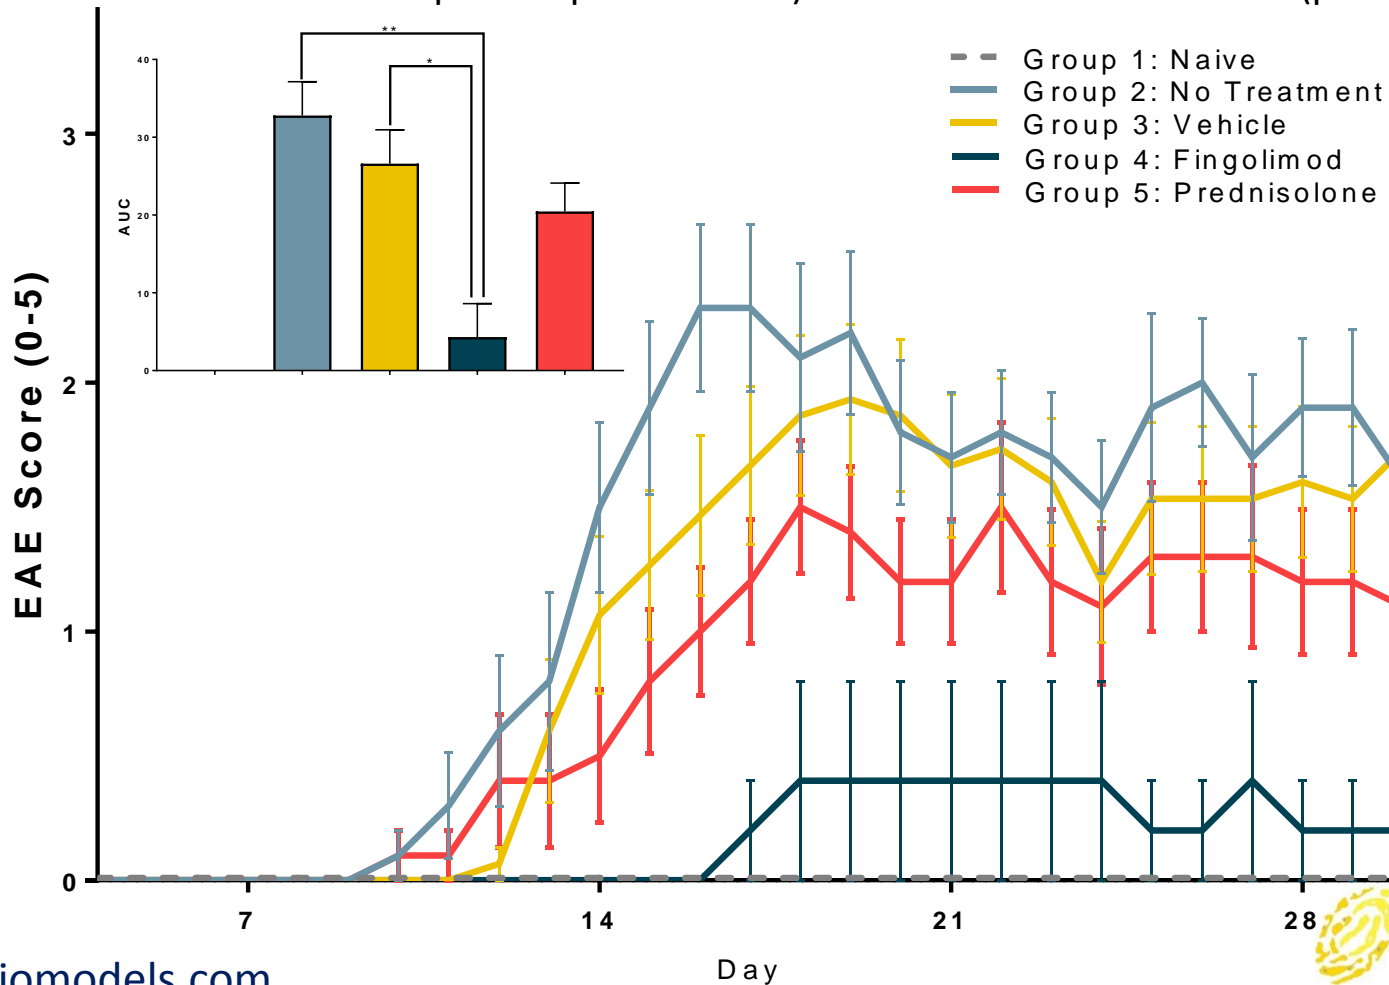 **
*
40
30
20
10
0
AUC
Group 1: Naive
Group 2: No Treatment
Group 3: Vehicle
Group 4: Fingolimod
Group 5: Prednisolone
EAE Score (0-5)
3
2
1
0
7 14 21 28
Day
iomodels.com